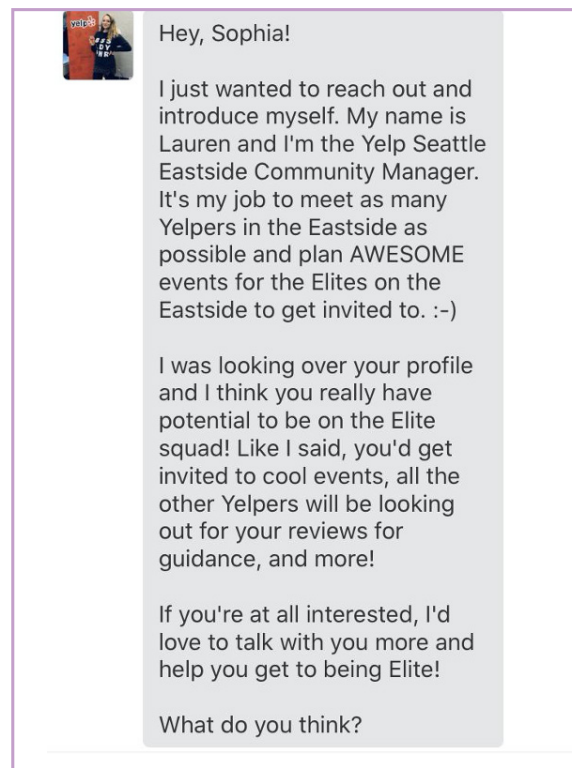 yelp
Hey, Sophia!
I just wanted to reach out and
introduce myself. My name is
Lauren and I'm the Yelp Seattle
Eastside Community Manager.
It's my job to meet as many
Yelpers in the Eastside as
possible and plan AWESOME
events for the Elites on the
Eastside to get invited to. :-)
I was looking over your profile
and I think you really have
potential to be on the Elite
squad! Like I said, you'd get
invited to cool events, all the
other Yelpers will be looking
out for your reviews for
guidance, and more!
If you're at all interested, I'd
love to talk with you more and
help you get to being Elite!
What do you think?